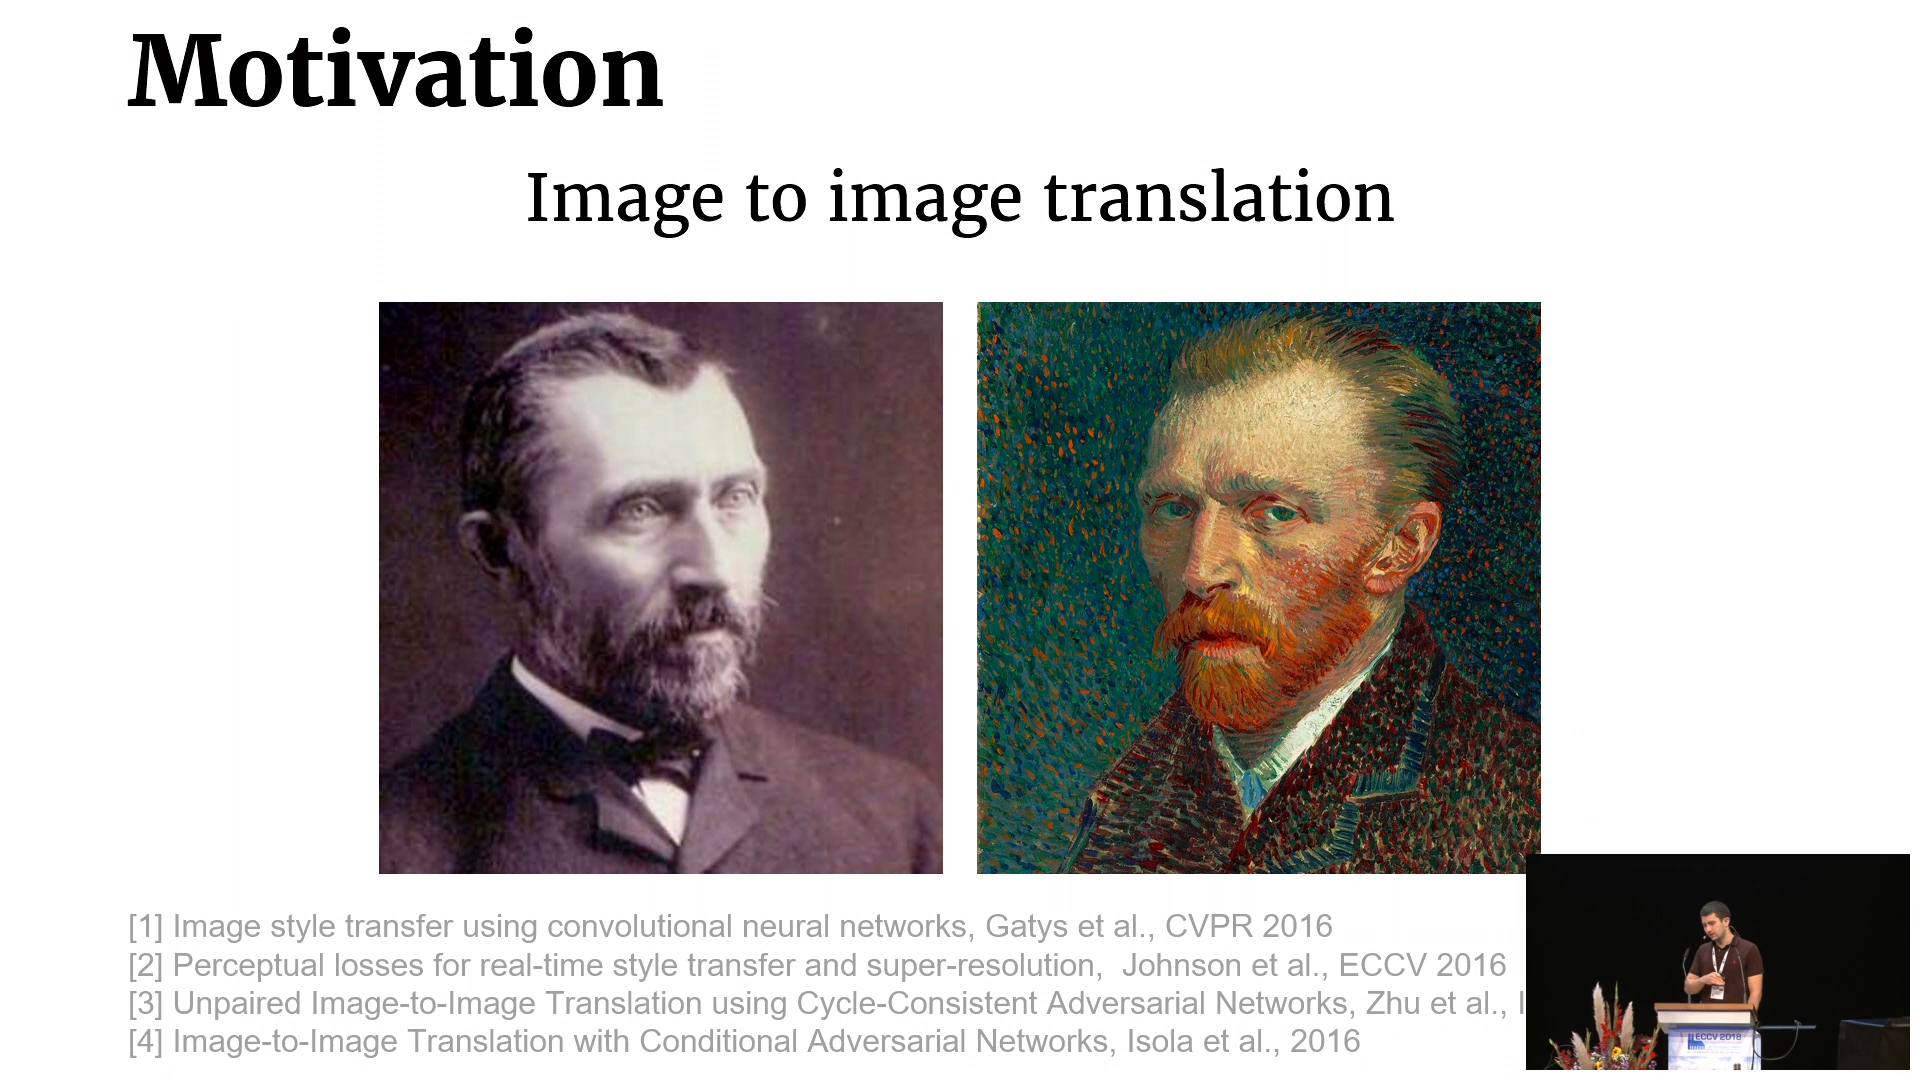 Motivation
Image to image translation
[1] Image style transfer using convolutional neural networks, Gatys et al., CVPR 2016
[2] Perceptual losses for real-time style transfer and super-resolution,  Johnson et al., ECCV 2016
[3] Unpaired Image-to-Image Translation using Cycle-Consistent Adversarial Networks, Zhu et al., I
[4] Image-to-Image Translation with Conditional Adversarial Networks, Isola et al., 2016
ECCV 2018